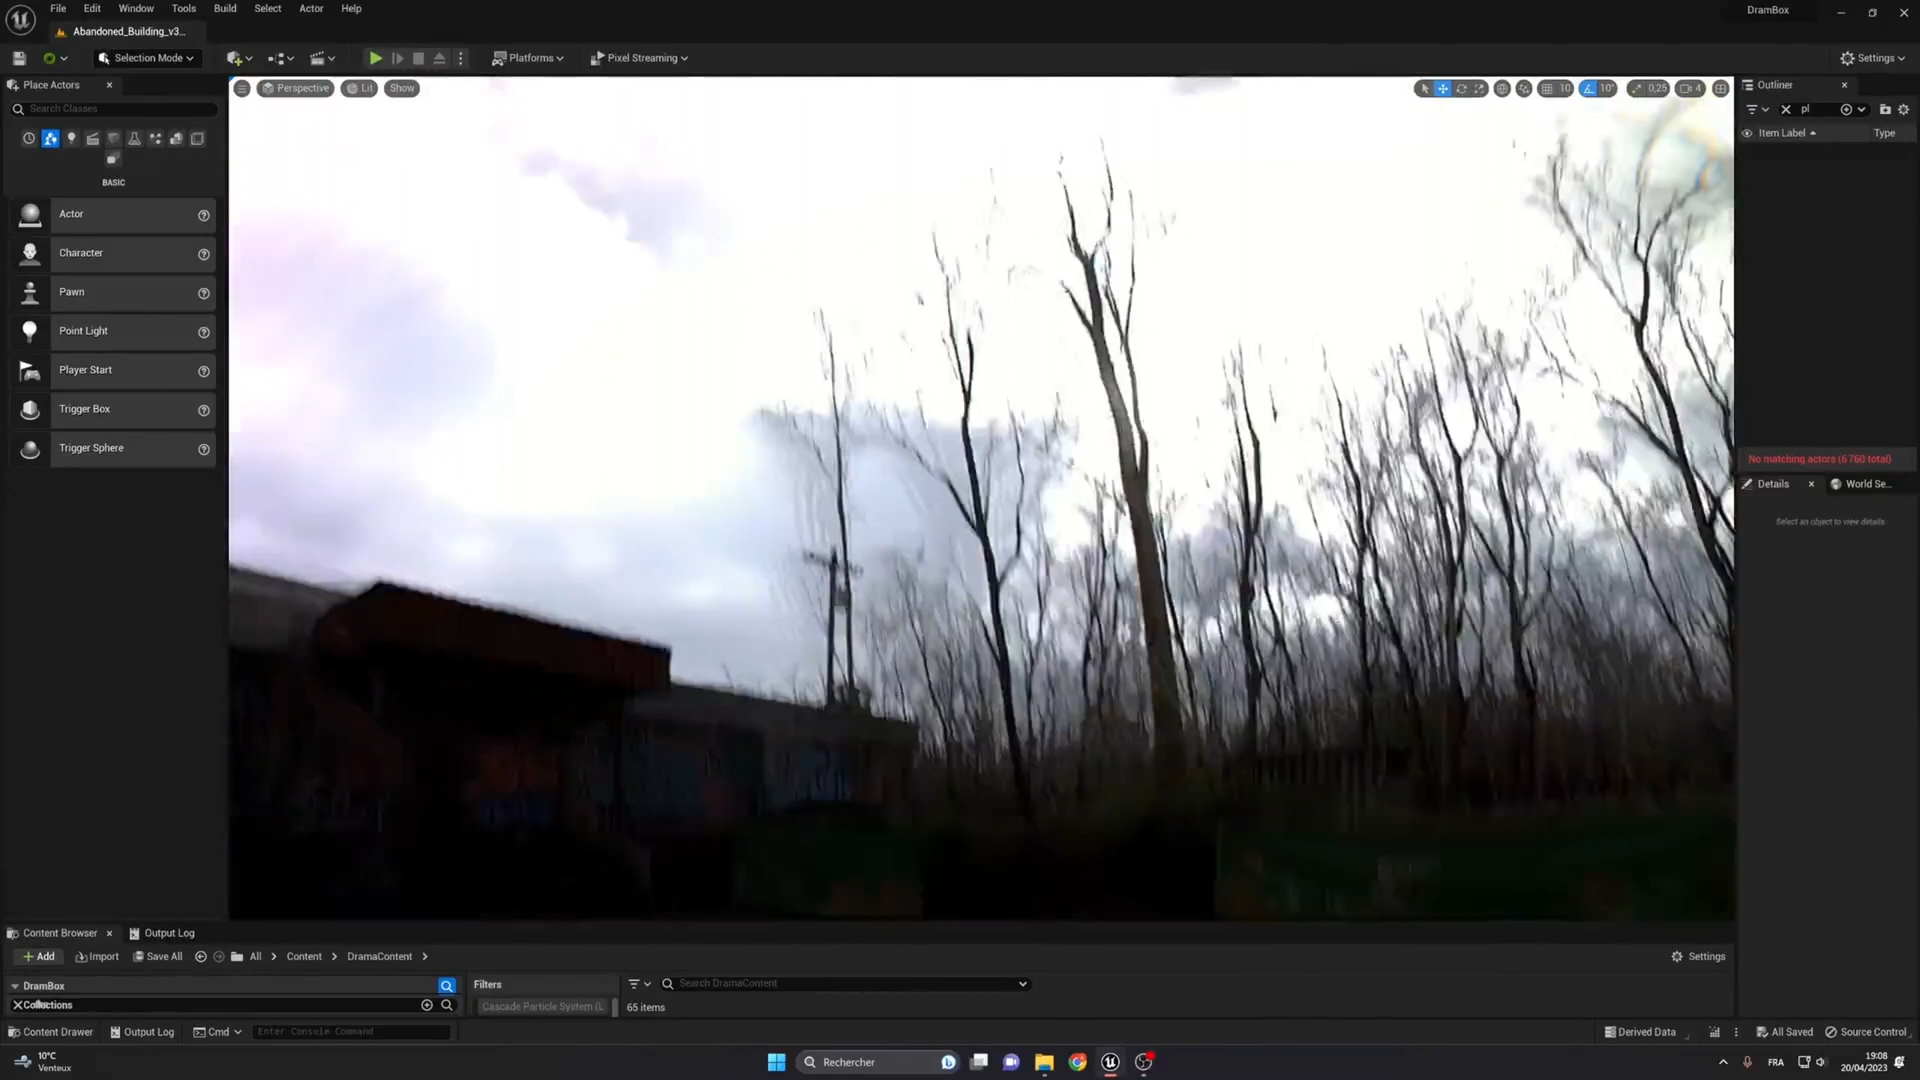 File Edit Window Tools Build Select Actor Help
DramBox
Abandoned_Building_v3...
Selection Mode
Platforms
Pixel Streaming
Settings
Place Actors
Perspective
Lit
Show
10
10°
0,25
4
Outliner
Search Classes
pl
Item Label
Type
BASIC
Actor
Character
Pawn
Point Light
Player Start
Trigger Box
Trigger Sphere
No matching actors (6 760 total)
Details
World Se...
Select an object to view details.
Content Browser
Output Log
Add
Import
Save All
All
Content
DramaContent
Settings
DramBox
Filters
Search DramaContent
Collections
Cascade Particle System (L
65 items
Content Drawer
Output Log
Cmd
Enter Console Command
Derived Data
All Saved
Source Control
10°C
Venteux
Rechercher
FRA
19:08
20/04/2023